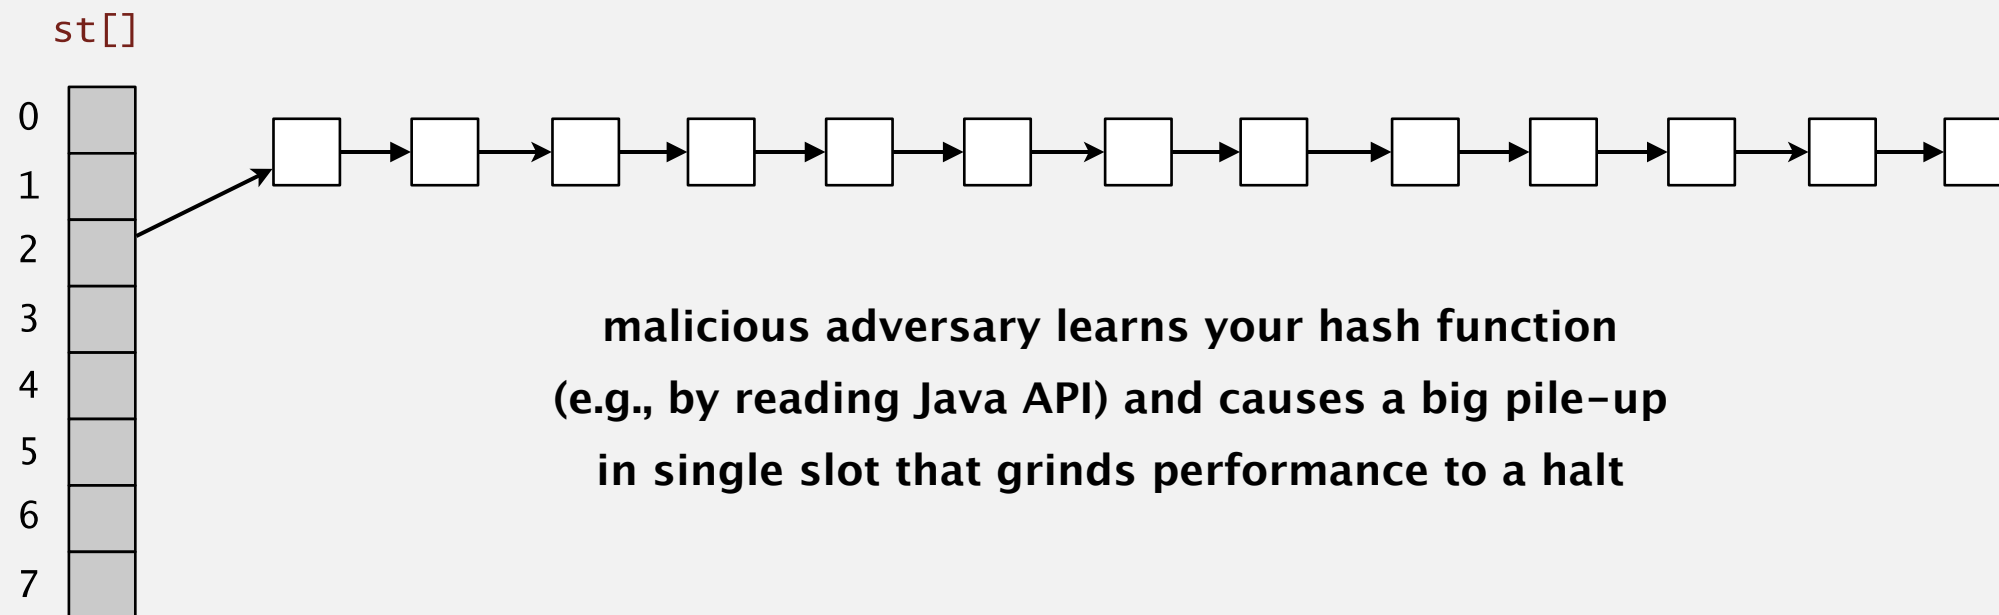 st[]
0
1
2
3
4
5
6
7
malicious adversary learns your hash function
(e.g., by reading Java API) and causes a big pile-up
in single slot that grinds performance to a halt